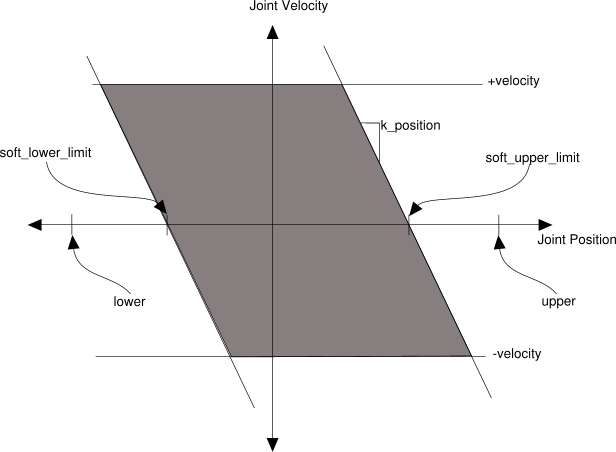 Joint Velocity
+velocity
k_position
soft_lower_limit
soft_upper_limit
Joint Position
lower
upper
-velocity